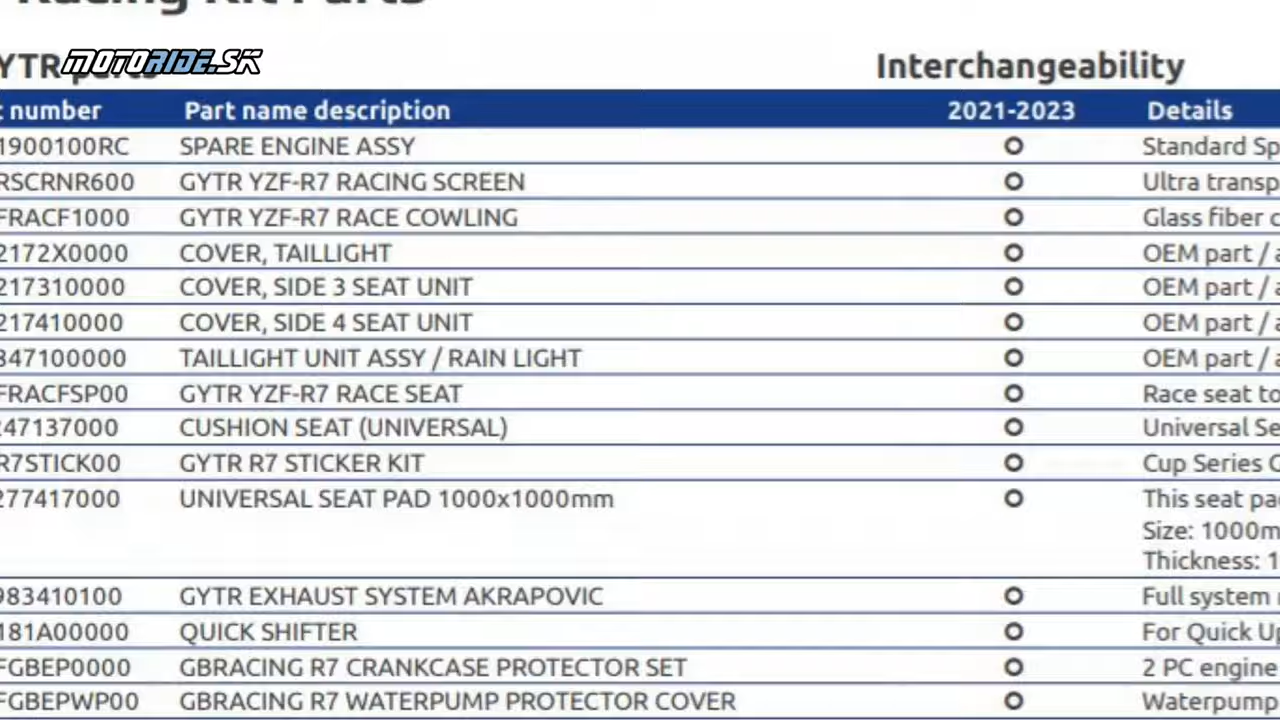 Racing Kit Parts
YTR parts
MOTORIDE.SK
Interchangeability
number Part name description 2021-2023 Details
1900100RC SPARE ENGINE ASSY O Standard Sp
RSCRNR600 GYTR YZF-R7 RACING SCREEN O Ultra transp
FRACF1000 GYTR YZF-R7 RACE COWLING O Glass fiber c
2172X0000 COVER, TAILLIGHT O OEM part / a
217310000 COVER, SIDE 3 SEAT UNIT O OEM part / a
217410000 COVER, SIDE 4 SEAT UNIT O OEM part / a
847100000 TAILLIGHT UNIT ASSY / RAIN LIGHT O OEM part / a
FRACFSP00 GYTR YZF-R7 RACE SEAT O Race seat to
247137000 CUSHION SEAT (UNIVERSAL) O Universal Se
R7STICK00 GYTR R7 STICKER KIT O Cup Series C
277417000 UNIVERSAL SEAT PAD 1000x1000mm O This seat pa
Size: 1000m
Thickness: 1
983410100 GYTR EXHAUST SYSTEM AKRAPOVIC O Full system
181A00000 QUICK SHIFTER O For Quick Up
FGBEP0000 GBRACING R7 CRANKCASE PROTECTOR SET O 2 PC engine
FGBEPWP00 GBRACING R7 WATERPUMP PROTECTOR COVER O Waterpump